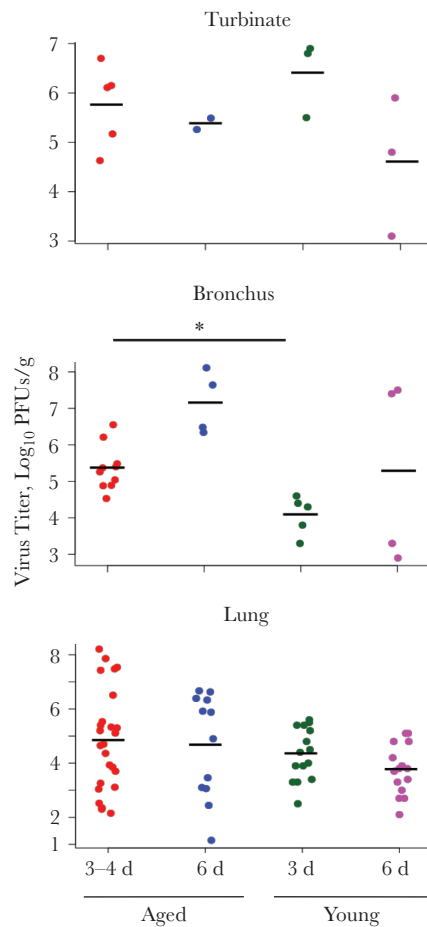 Turbinate
7
6
5
4
3
Bronchus
*
8
7
6
5
4
3
Virus Titer, Log₁₀ PFUs/g
Lung
8
6
4
2
1
3–4 d 6 d 3 d 6 d
Aged Young